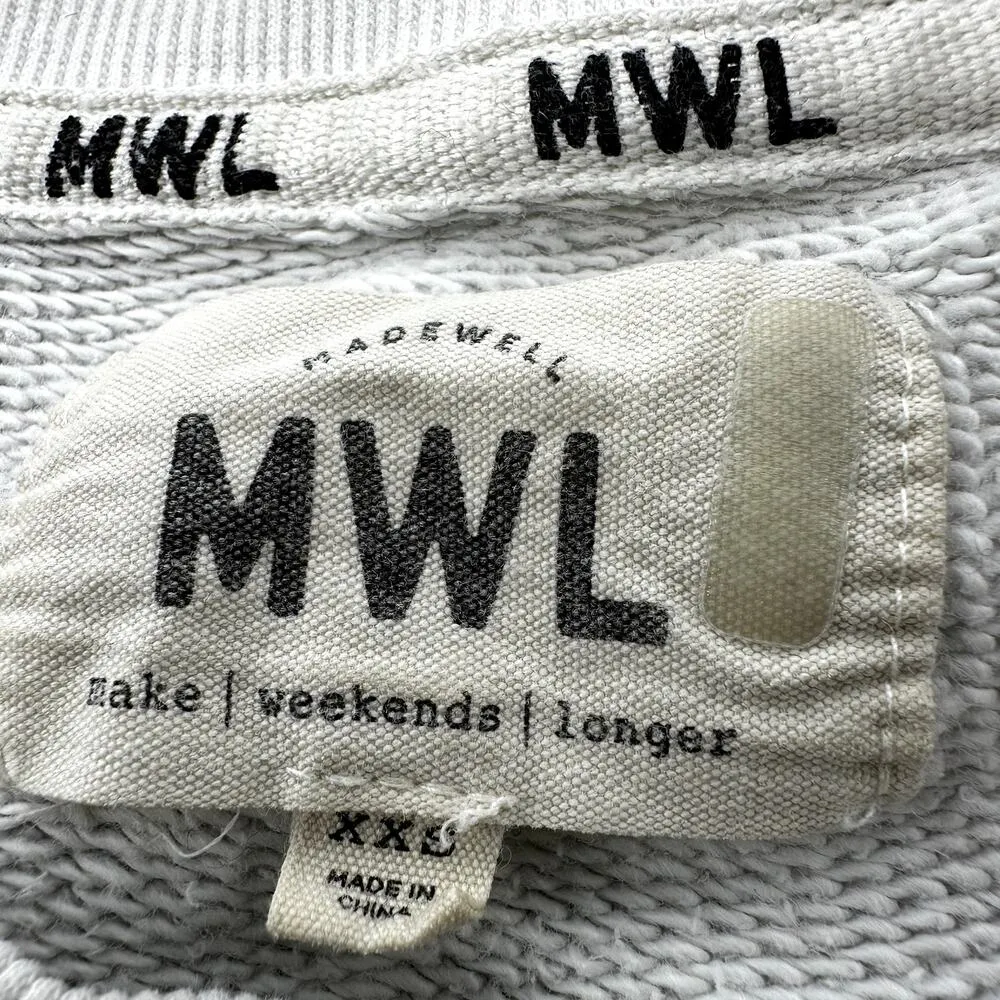 MWL MWL
MADEWELL
MWL
make | weekends | longer
XXS
MADE IN
CHINA